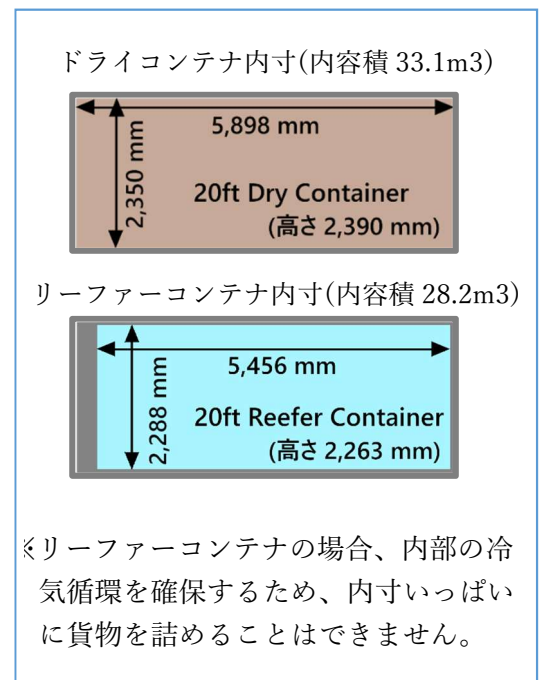 ドライコンテナ内寸(内容積 33.1m3)
5,898 mm
2,350 mm
20ft Dry Container
(高さ 2,390 mm)
リーファーコンテナ内寸(内容積 28.2m3)
5,456 mm
2,288 mm
20ft Reefer Container
(高さ 2,263 mm)
※リーファーコンテナの場合、内部の冷
気循環を確保するため、内寸いっぱい
に貨物を詰めることはできません。